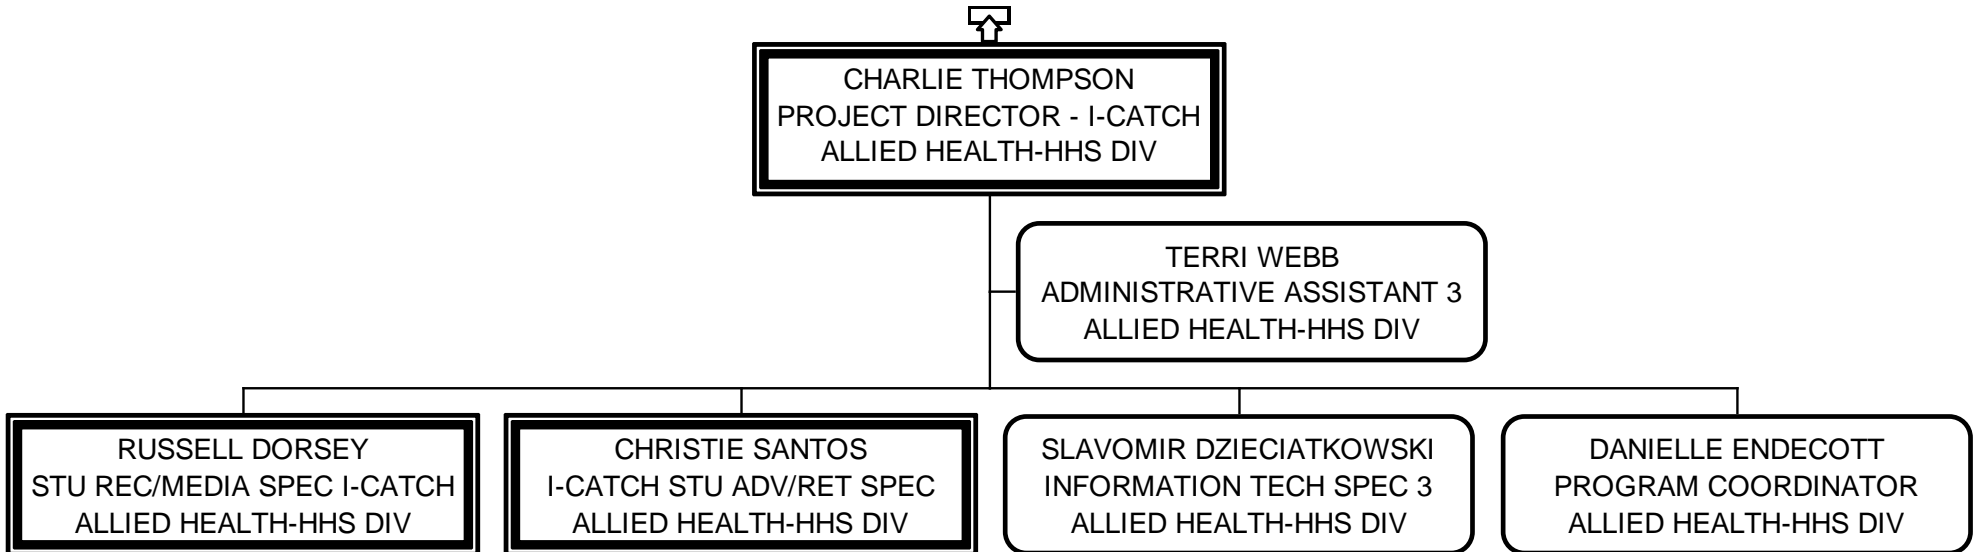 CHARLIE THOMPSON
PROJECT DIRECTOR - I-CATCH
ALLIED HEALTH-HHS DIV
TERRI WEBB
ADMINISTRATIVE ASSISTANT 3
ALLIED HEALTH-HHS DIV
RUSSELL DORSEY
STU REC/MEDIA SPEC I-CATCH
ALLIED HEALTH-HHS DIV
CHRISTIE SANTOS
I-CATCH STU ADV/RET SPEC
ALLIED HEALTH-HHS DIV
SLAVOMIR DZIECIATKOWSKI
INFORMATION TECH SPEC 3
ALLIED HEALTH-HHS DIV
DANIELLE ENDECOTT
PROGRAM COORDINATOR
ALLIED HEALTH-HHS DIV